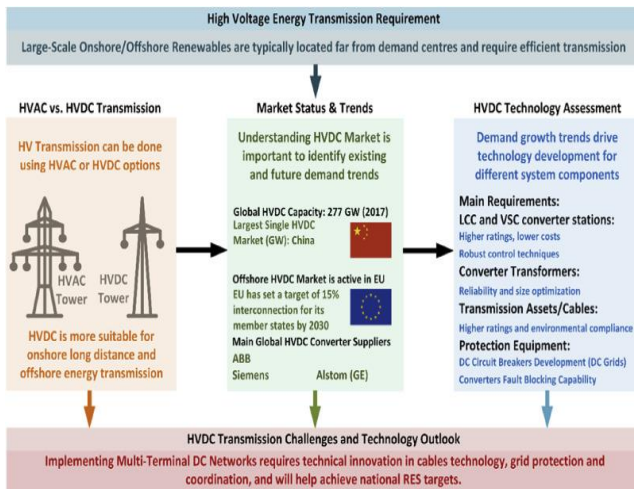 High Voltage Energy Transmission Requirement
Large-Scale Onshore/Offshore Renewables are typically located far from demand centres and require efficient transmission
HVAC vs. HVDC Transmission
HV Transmission can be done
using HVAC or HVDC options
HVAC
Tower
HVDC
Tower
HVDC is more suitable for
onshore long distance and
offshore energy transmission
Market Status & Trends
Understanding HVDC Market is
important to identify existing
and future demand trends
Global HVDC Capacity: 277 GW (2017)
Largest Single HVDC
Market (GW): China
Offshore HVDC Market is active in EU
EU has set a target of 15%
interconnection for its
member states by 2030
Main Global HVDC Converter Suppliers
ABB
Siemens Alstom (GE)
HVDC Technology Assessment
Demand growth trends drive
technology development for
different system components
Main Requirements:
LCC and VSC converter stations:
Higher ratings, lower costs
Robust control techniques
Converter Transformers:
Reliability and size optimization
Transmission Assets/Cables:
Higher ratings and environmental compliance
Protection Equipment:
DC Circuit Breakers Development (DC Grids)
Converters Fault Blocking Capability
HVDC Transmission Challenges and Technology Outlook
Implementing Multi-Terminal DC Networks requires technical innovation in cables technology, grid protection and
coordination, and will help achieve national RES targets.